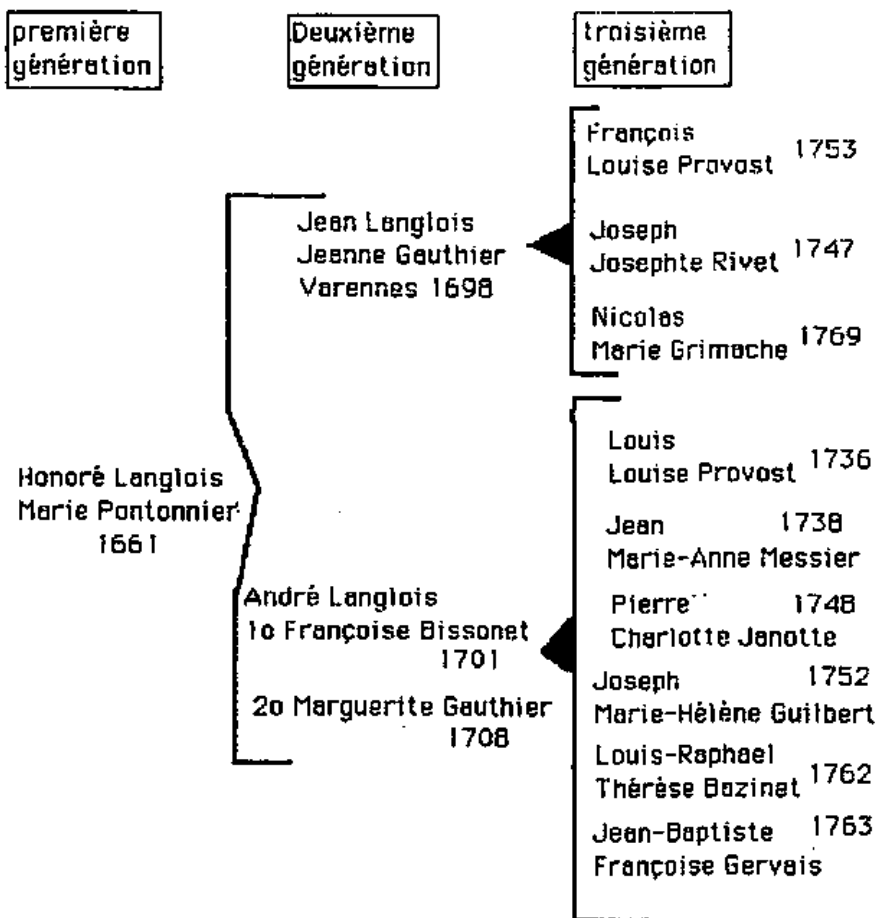 première
génération
Deuxième
génération
troisième
génération
François
Louise Provost 1753
Joseph
Josephte Rivet 1747
Nicolas
Marie Grimache 1769
Jean Langlois
Jeanne Gauthier
Varennes 1698
Honoré Langlois
Marie Pontonnier
1661
André Langlois
1o Françoise Bissonet
1701
2o Marguerite Gauthier
1708
Louis
Louise Provost 1736
Jean 1738
Marie-Anne Messier
Pierre 1748
Charlotte Janotte
Joseph 1752
Marie-Hélène Guilbert
Louis-Raphael
Thérèse Bazinet 1762
Jean-Baptiste 1763
Françoise Gervais